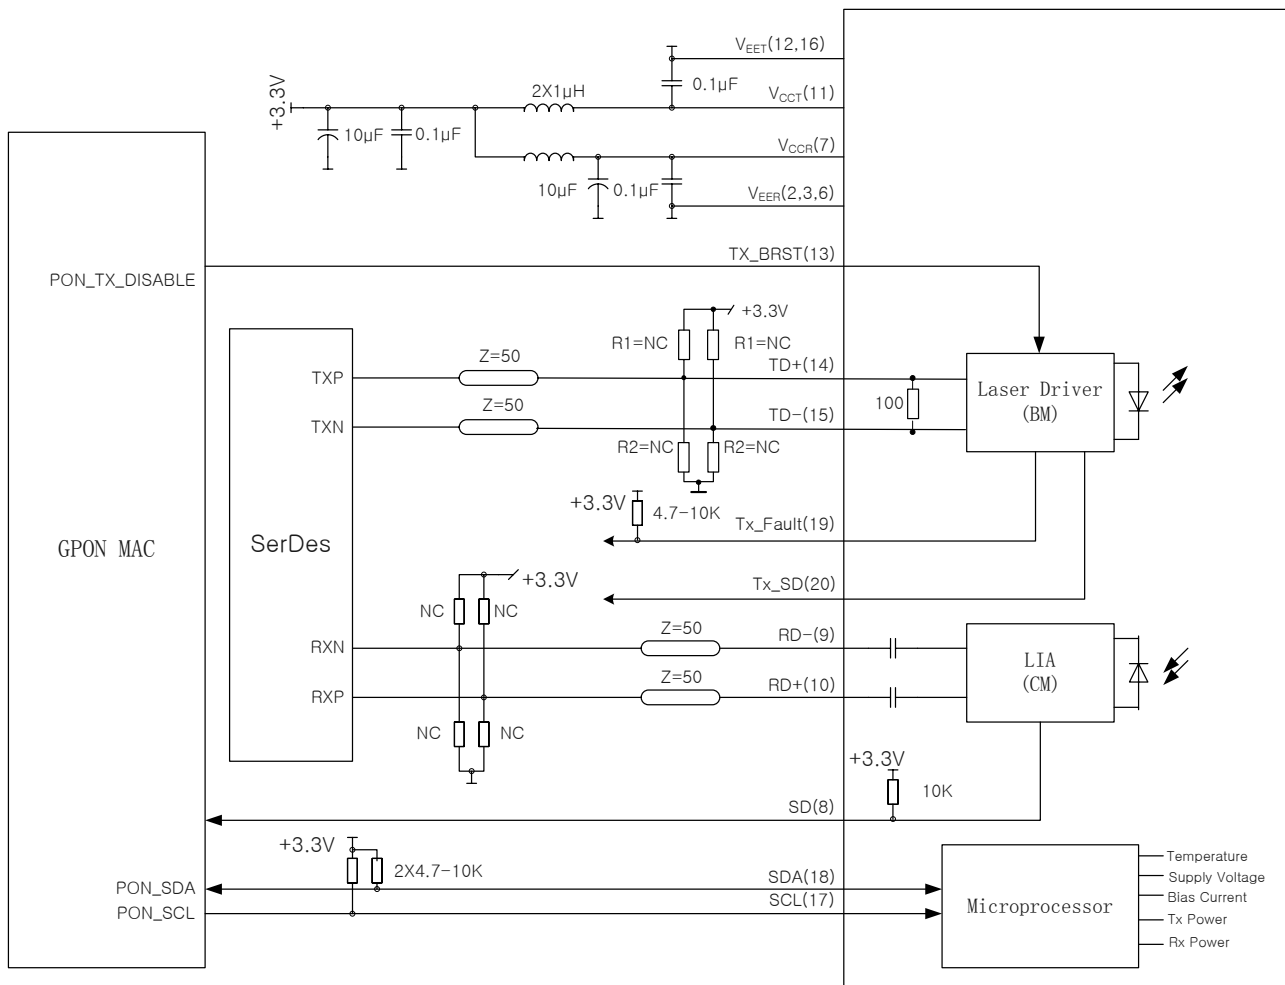 V_EET(12,16)
+3.3V
2X1μH
0.1μF
V_CCT(11)
10μF
0.1μF
V_CCR(7)
10μF
0.1μF
V_EER(2,3,6)
TX_BRST(13)
PON_TX_DISABLE
+3.3V
R1=NC
R1=NC
Z=50
TD+(14)
TXP
Laser Driver
(BM)
100
Z=50
TD-(15)
TXN
R2=NC
R2=NC
+3.3V
4.7-10K
Tx_Fault(19)
GPON MAC
SerDes
+3.3V
Tx_SD(20)
NC
NC
Z=50
RD-(9)
RXN
LIA
(CM)
Z=50
RD+(10)
RXP
NC
NC
+3.3V
10K
SD(8)
+3.3V
2X4.7-10K
PON_SDA
SDA(18)
PON_SCL
SCL(17)
Microprocessor
Temperature
Supply Voltage
Bias Current
Tx Power
Rx Power